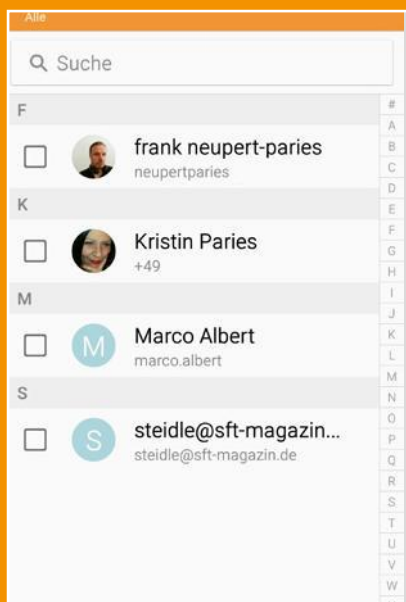 Alle
Suche
F
frank neupert-paries
neupertparies
K
Kristin Paries
+49
M
M
Marco Albert
marco.albert
S
S
steidle@sft-magazin...
steidle@sft-magazin.de
#
A
B
C
D
E
F
G
H
I
J
K
L
M
N
O
P
Q
R
S
T
U
V
W